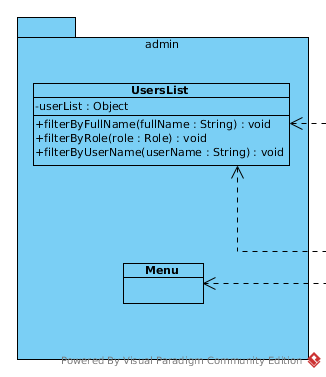 admin
UsersList
-userList : Object
+filterByFullName(fullName : String) : void
+filterByRole(role : Role) : void
+filterByUserName(userName : String) : void
Menu
Powered By Visual Paradigm Community Edition